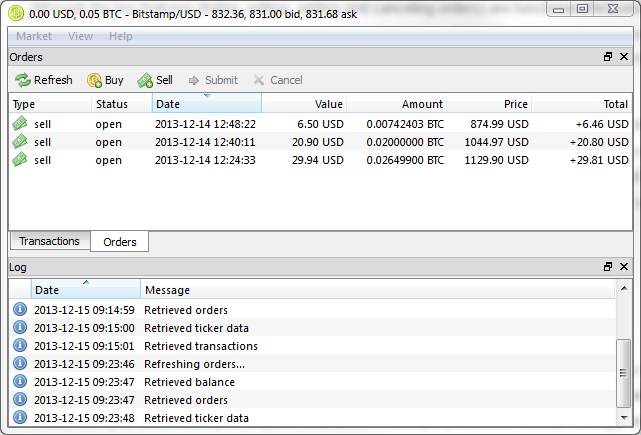 0.00 USD, 0.05 BTC - Bitstamp/USD - 832.36, 831.00 bid, 831.68 ask
Market View Help
Orders
Refresh Buy Sell Submit Cancel
Type Status Date Value Amount Price Total
sell open 2013-12-14 12:48:22 6.50 USD 0.00742403 BTC 874.99 USD +6.46 USD
sell open 2013-12-14 12:40:11 20.90 USD 0.02000000 BTC 1044.97 USD +20.80 USD
sell open 2013-12-14 12:24:33 29.94 USD 0.02649900 BTC 1129.90 USD +29.81 USD
Transactions Orders
Log
Date Message
2013-12-15 09:14:59 Retrieved orders
2013-12-15 09:15:00 Retrieved ticker data
2013-12-15 09:15:01 Retrieved transactions
2013-12-15 09:23:46 Refreshing orders...
2013-12-15 09:23:47 Retrieved balance
2013-12-15 09:23:47 Retrieved orders
2013-12-15 09:23:48 Retrieved ticker data